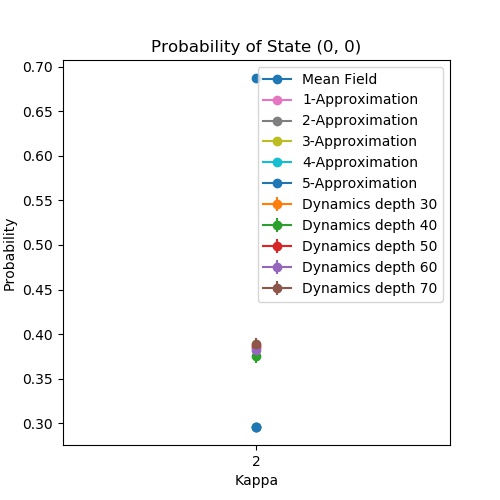 Probability of State (0, 0)
0.70
0.65
0.60
0.55
0.50
0.45
0.40
0.35
0.30
Probability
Mean Field
1-Approximation
2-Approximation
3-Approximation
4-Approximation
5-Approximation
Dynamics depth 30
Dynamics depth 40
Dynamics depth 50
Dynamics depth 60
Dynamics depth 70
2
Kappa